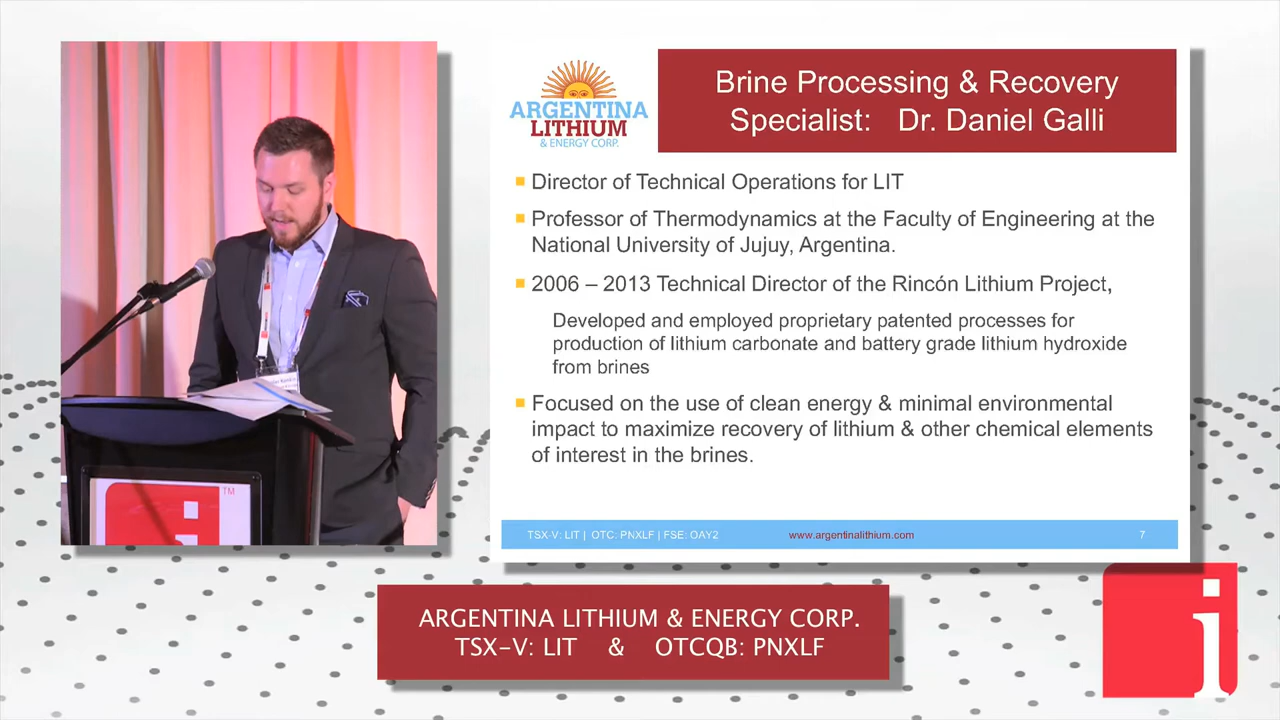 ARGENTINA
LITHIUM
& ENERGY CORP.
Brine Processing & Recovery
Specialist: Dr. Daniel Galli
Director of Technical Operations for LIT
Professor of Thermodynamics at the Faculty of Engineering at the
National University of Jujuy, Argentina.
2006 – 2013 Technical Director of the Rincón Lithium Project,
Developed and employed proprietary patented processes for
production of lithium carbonate and battery grade lithium hydroxide
from brines
Focused on the use of clean energy & minimal environmental
impact to maximize recovery of lithium & other chemical elements
of interest in the brines.
TSX-V: LIT | OTC: PNXLF | FSE: OAY2 www.argentinalithium.com 7
TM
ARGENTINA LITHIUM & ENERGY CORP.
TSX-V: LIT & OTCQB: PNXLF
i